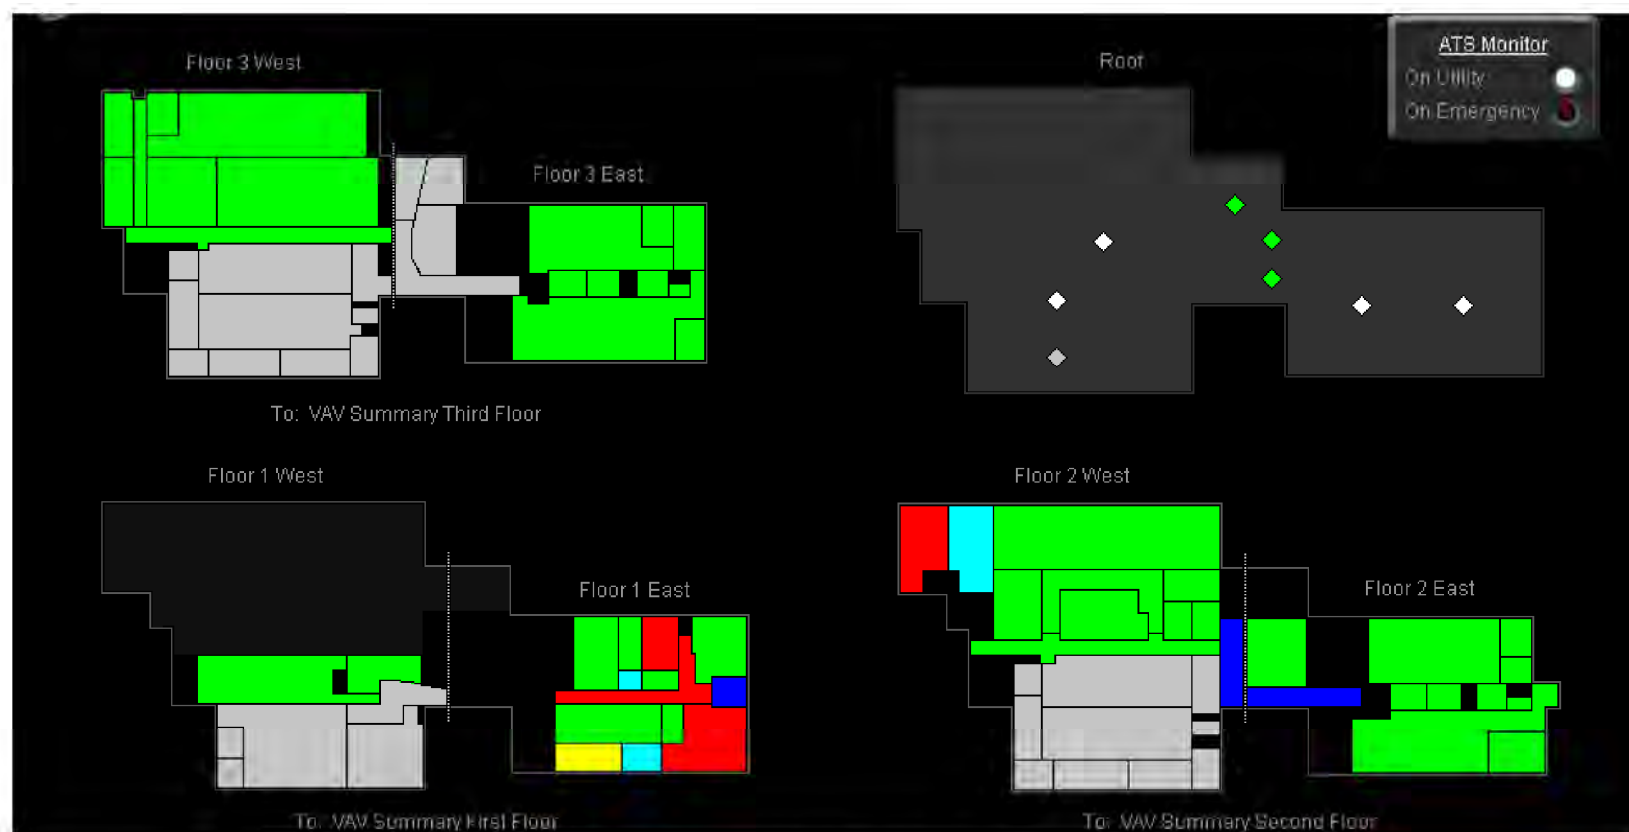 Floor 3 West
Roof
ATS Monitor
On Utility
On Emergency
Floor 3 East
To: VAV Summary Third Floor
Floor 1 West
Floor 2 West
Floor 1 East
Floor 2 East
To: VAV Summary First Floor
To: VAV Summary Second Floor